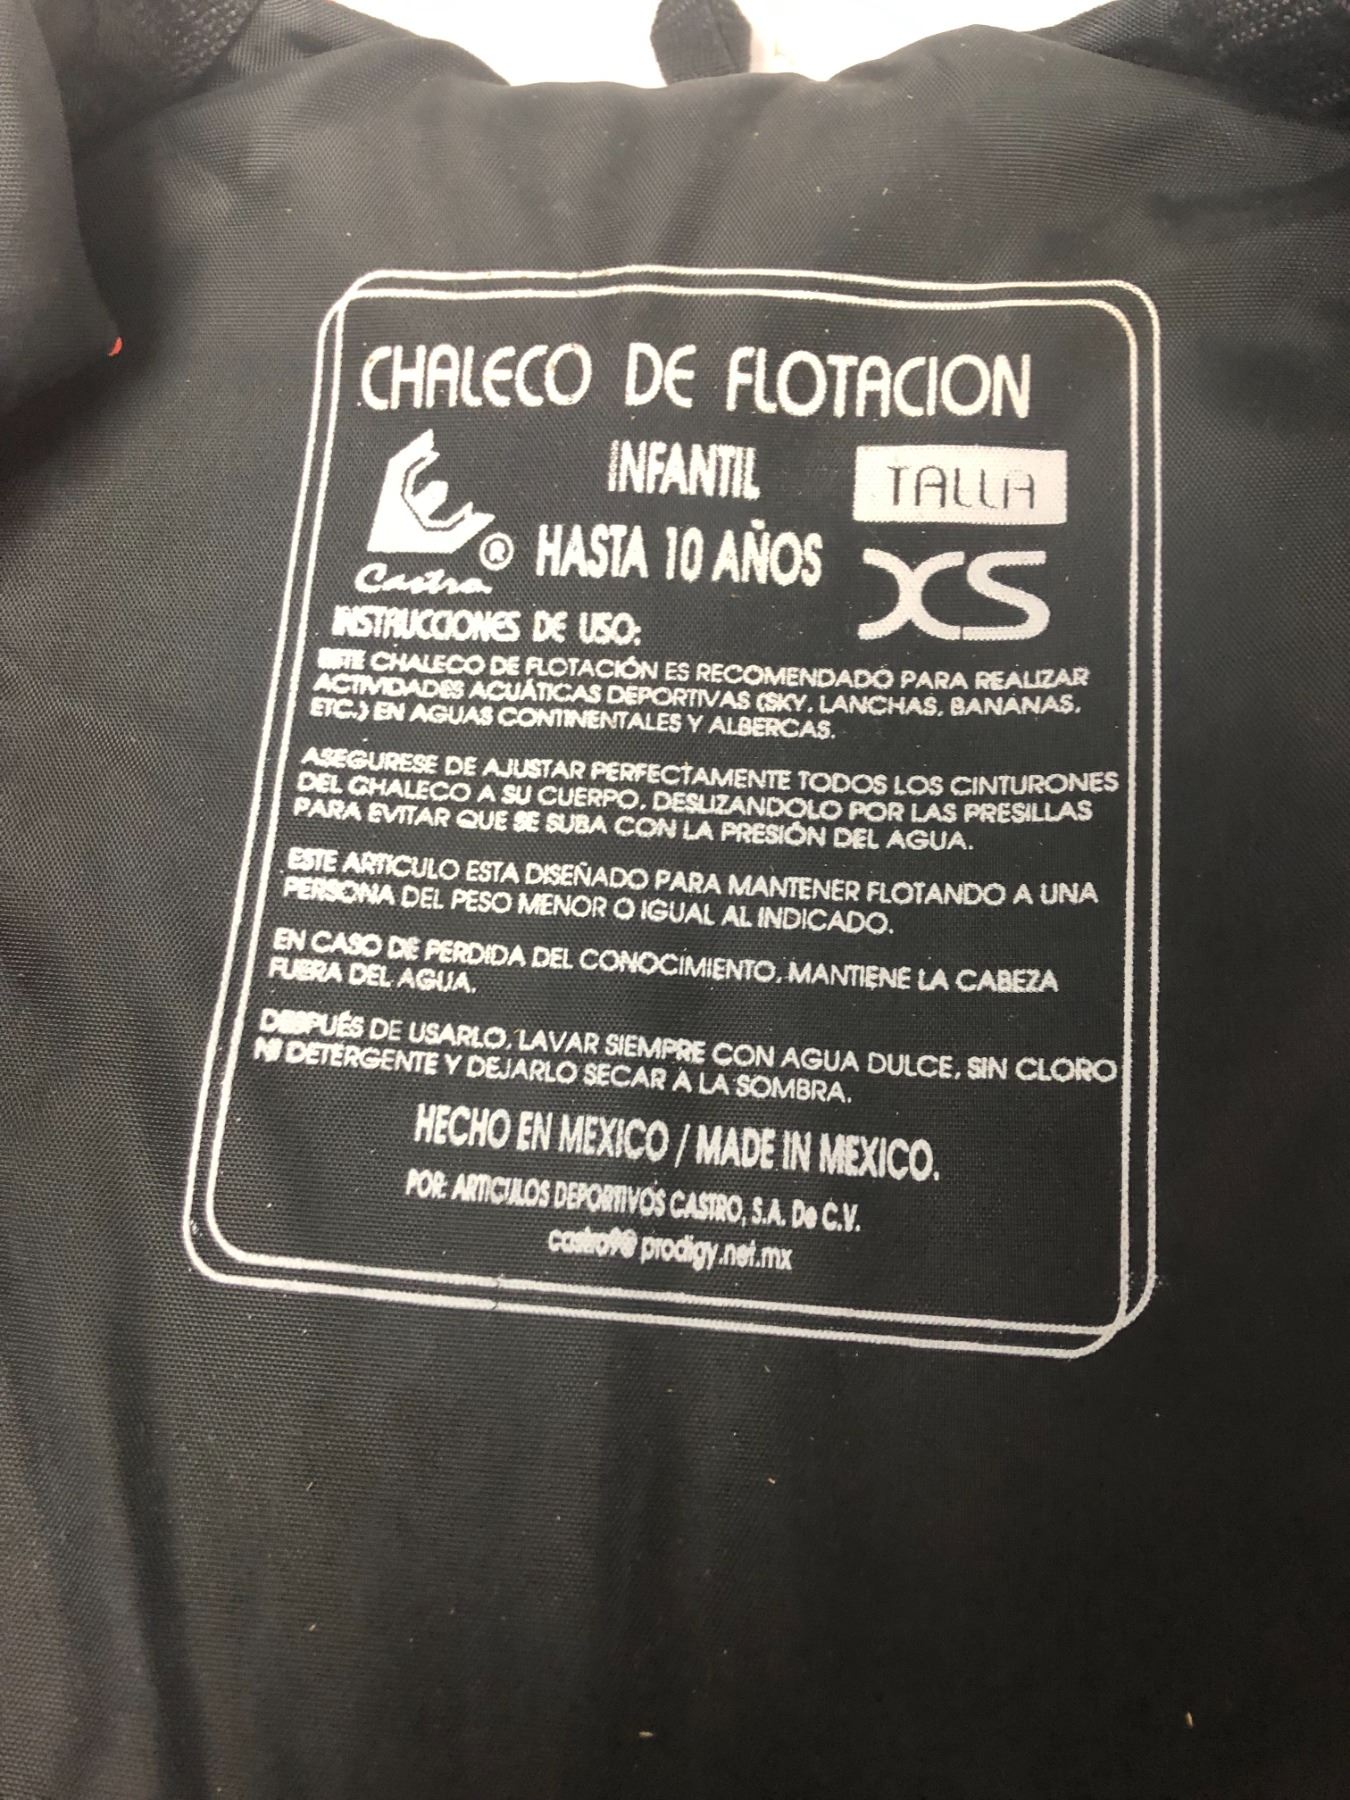 CHALECO DE FLOTACION
INFANTIL
TALLA
HASTA 10 AÑOS
XS
®
Castro
INSTRUCCIONES DE USO:
ESTE CHALECO DE FLOTACIÓN ES RECOMENDADO PARA REALIZAR
ACTIVIDADES ACUÁTICAS DEPORTIVAS (SKY, LANCHAS, BANANAS,
ETC.) EN AGUAS CONTINENTALES Y ALBERCAS.
ASEGURESE DE AJUSTAR PERFECTAMENTE TODOS LOS CINTURONES
DEL CHALECO A SU CUERPO, DESLIZANDOLO POR LAS PRESILLAS
PARA EVITAR QUE SE SUBA CON LA PRESIÓN DEL AGUA.
ESTE ARTICULO ESTA DISEÑADO PARA MANTENER FLOTANDO A UNA
PERSONA DEL PESO MENOR O IGUAL AL INDICADO.
EN CASO DE PERDIDA DEL CONOCIMIENTO, MANTIENE LA CABEZA
FUERA DEL AGUA.
DESPUÉS DE USARLO, LAVAR SIEMPRE CON AGUA DULCE, SIN CLORO
NI DETERGENTE Y DEJARLO SECAR A LA SOMBRA.
HECHO EN MEXICO / MADE IN MEXICO.
POR: ARTICULOS DEPORTIVOS CASTRO, S.A. De C.V.
castro9@prodigy.net.mx